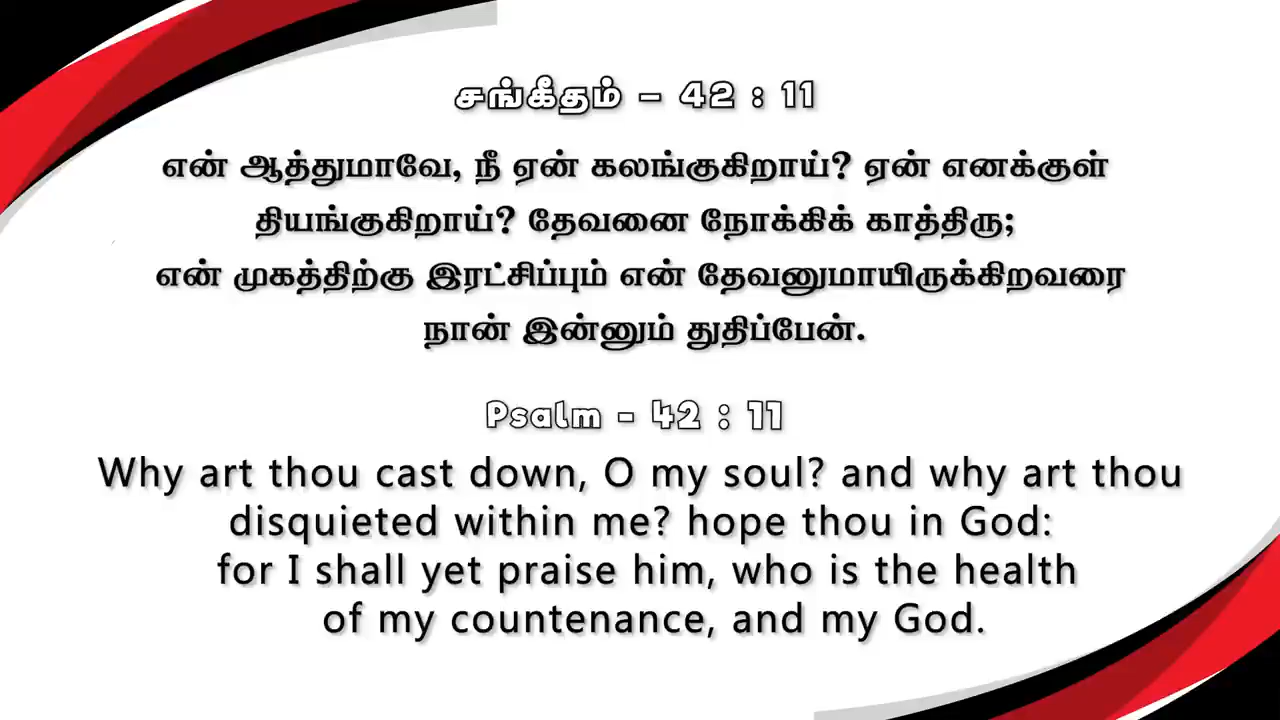 சங்கீதம் – 42 : 11
என் ஆத்துமாவே, நீ ஏன் கலங்குகிறாய்? ஏன் எனக்குள்
தியங்குகிறாய்? தேவனை நோக்கிக் காத்திரு;
என் முகத்திற்கு இரட்சிப்பும் என் தேவனுமாயிருக்கிறவரை
நான் இன்னும் துதிப்பேன்.
Psalm - 42 : 11
Why art thou cast down, O my soul? and why art thou
disquieted within me? hope thou in God:
for I shall yet praise him, who is the health
of my countenance, and my God.